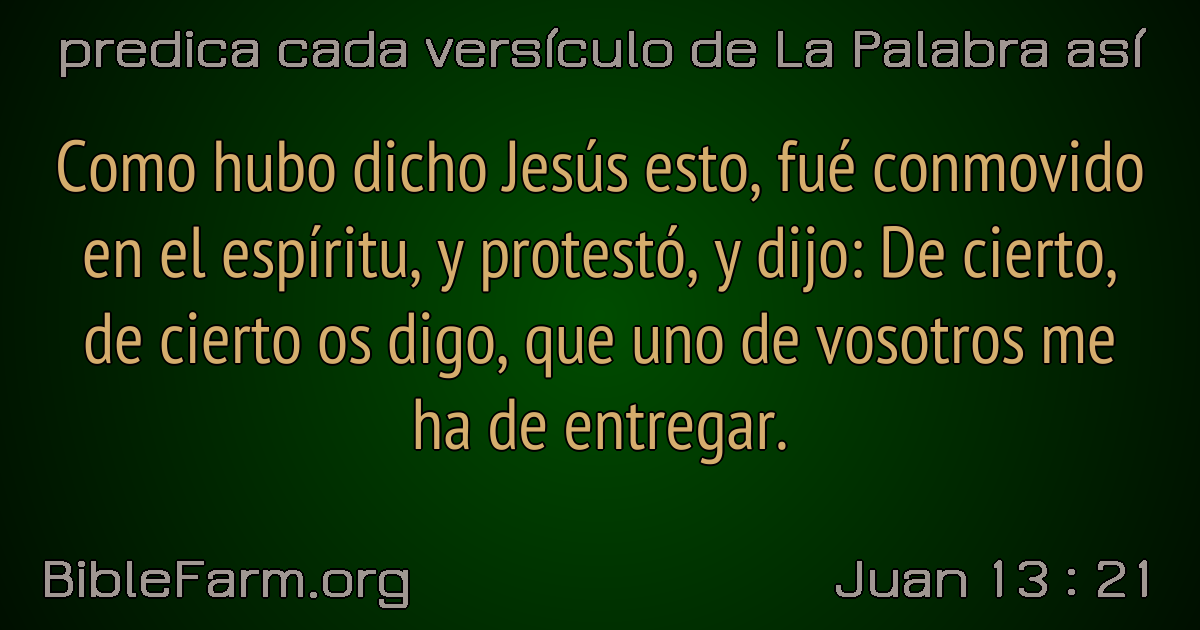 predica cada versículo de La Palabra así
Como hubo dicho Jesús esto, fué conmovido
en el espíritu, y protestó, y dijo: De cierto,
de cierto os digo, que uno de vosotros me
ha de entregar.
BibleFarm.org
Juan 13 : 21